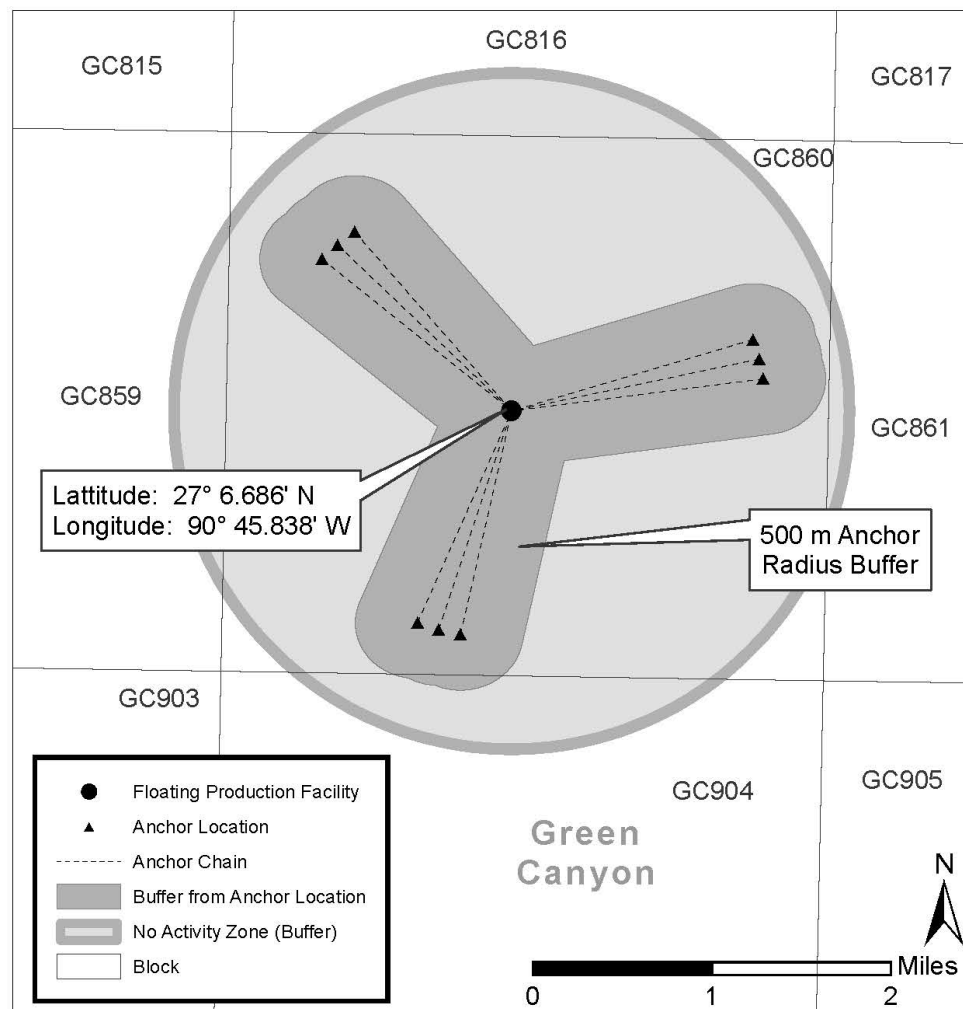 GC816
GC815
GC817
GC860
GC859
GC861
Lattitude: 27° 6.686' N
Longitude: 90° 45.838' W
500 m Anchor
Radius Buffer
GC903
GC904
GC905
Floating Production Facility
Anchor Location
Anchor Chain
Buffer from Anchor Location
No Activity Zone (Buffer)
Block
Green
Canyon
N
Miles
0 1 2